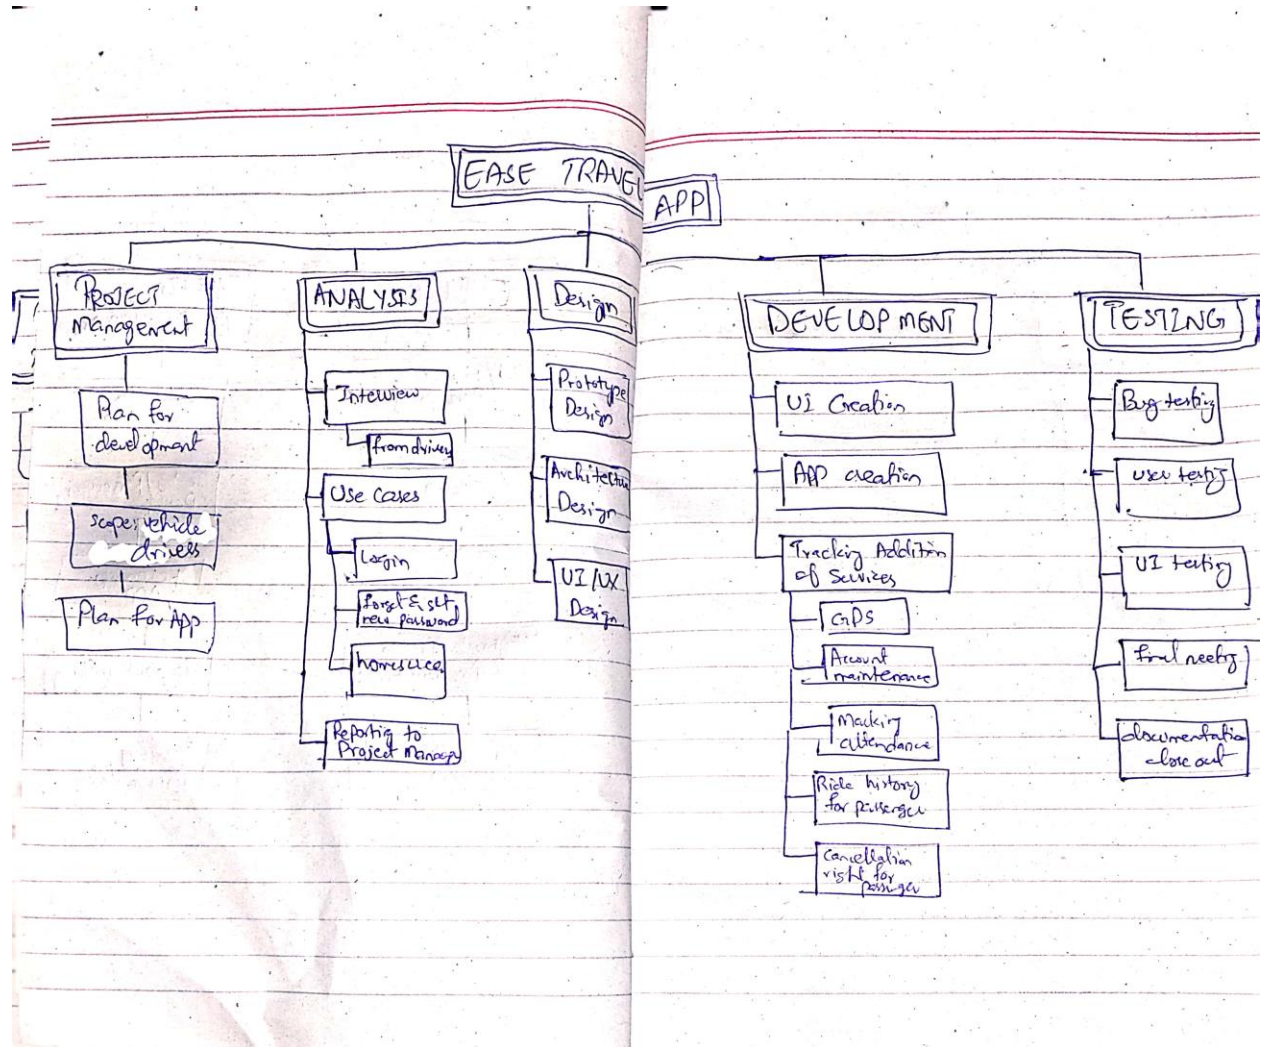 EASE TRAVEL APP
PROJECT
Management
Plan for
development
scope: vehicle
drivers
Plan for App
ANALYSIS
Interview
from drivers
Use Cases
Login
forget & set
new password
Reporting to
Project Manager
Design
Prototype
Design
Architecture
Design
UI/UX
Design
DEVELOPMENT
UI Creation
APP creation
Tracking Addition
of Services
GPS
Account
maintenance
Marking
attendance
Ride history
for passenger
Cancellation
right for
passenger
TESTING
Bug testing
user testing
UI testing
final meeting
documentation
close out